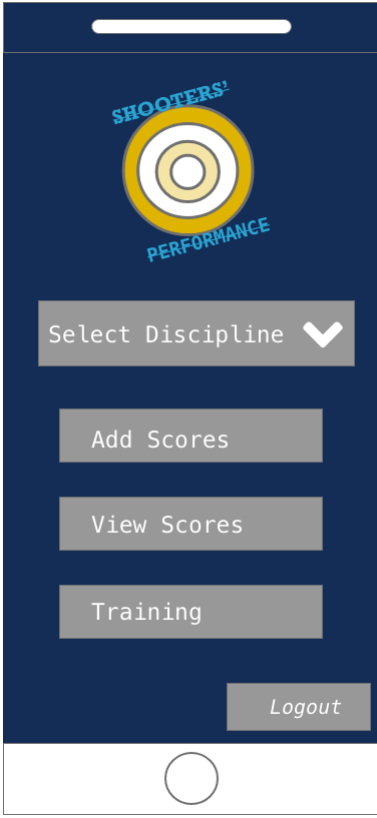 SHOOTERS'
PERFORMANCE
Select Discipline
Add Scores
View Scores
Training
Logout